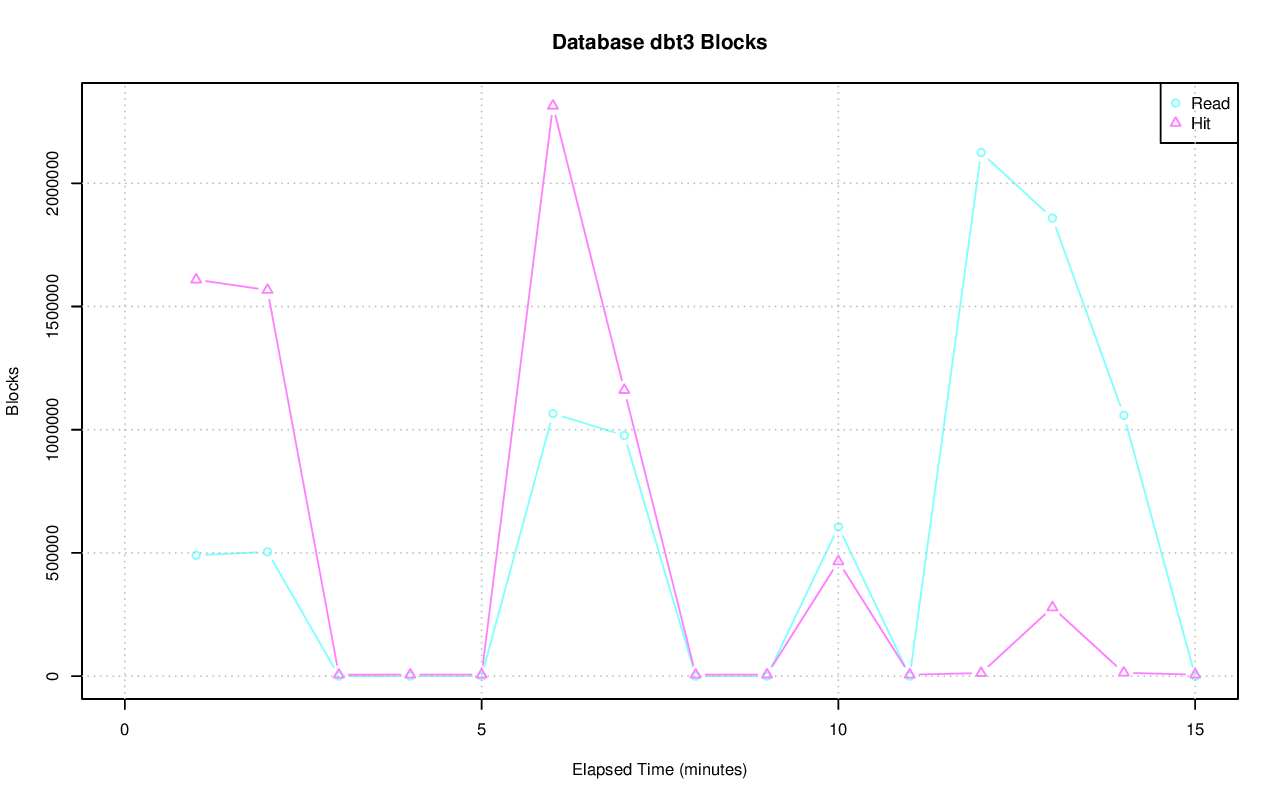 Database dbt3 Blocks
Read
Hit
Blocks
2000000
1500000
1000000
500000
0
0 5 10 15
Elapsed Time (minutes)